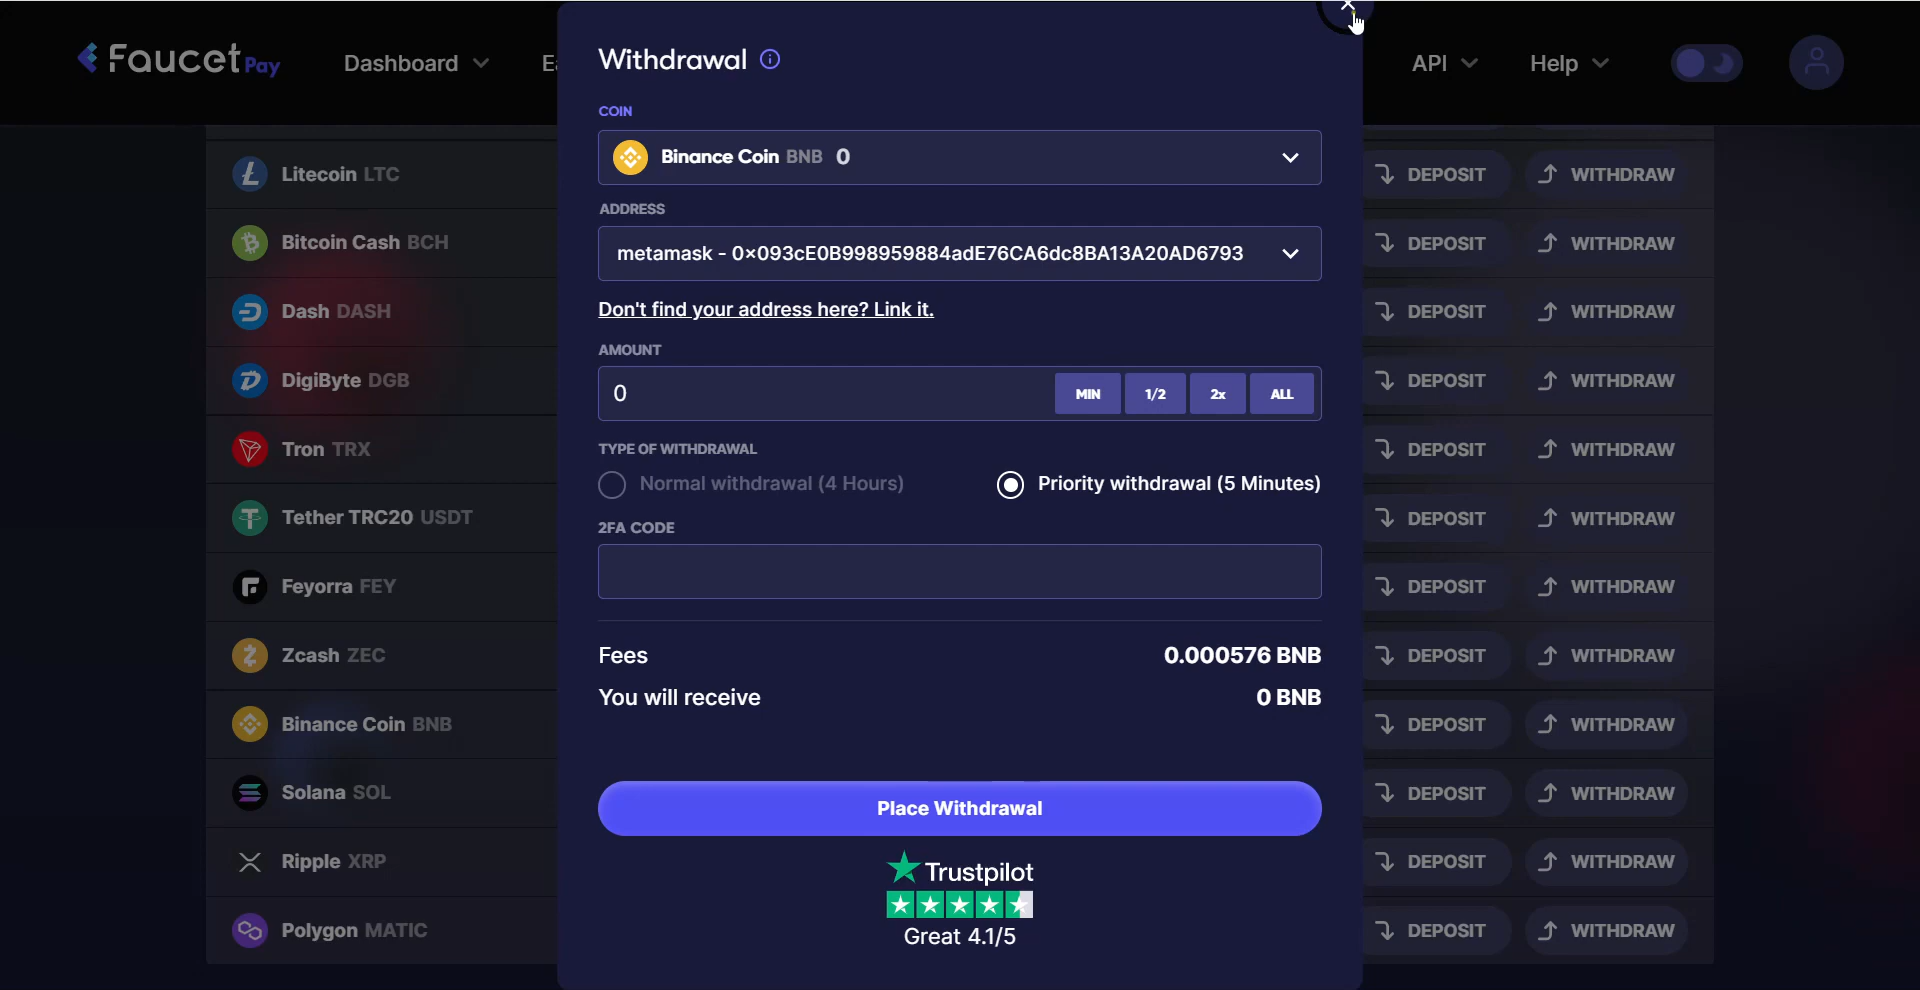 Faucet Pay
Dashboard
Ea
API
Help
Withdrawal
COIN
Binance Coin BNB 0
ADDRESS
metamask - 0×093cE0B998959884adE76CA6dc8BA13A20AD6793
Don't find your address here? Link it.
AMOUNT
0 MIN 1/2 2x ALL
TYPE OF WITHDRAWAL
Normal withdrawal (4 Hours) Priority withdrawal (5 Minutes)
2FA CODE
Fees 0.000576 BNB
You will receive 0 BNB
Place Withdrawal
Trustpilot
Great 4.1/5
Litecoin LTC DEPOSIT WITHDRAW
Bitcoin Cash BCH DEPOSIT WITHDRAW
Dash DASH DEPOSIT WITHDRAW
DigiByte DGB DEPOSIT WITHDRAW
Tron TRX DEPOSIT WITHDRAW
Tether TRC20 USDT DEPOSIT WITHDRAW
Feyorra FEY DEPOSIT WITHDRAW
Zcash ZEC DEPOSIT WITHDRAW
Binance Coin BNB DEPOSIT WITHDRAW
Solana SOL DEPOSIT WITHDRAW
Ripple XRP DEPOSIT WITHDRAW
Polygon MATIC DEPOSIT WITHDRAW